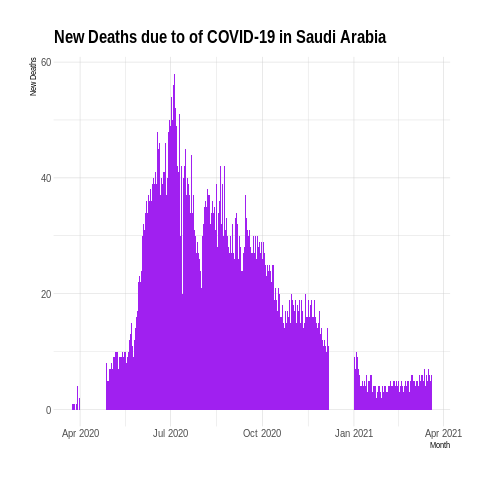 New Deaths due to of COVID-19 in Saudi Arabia
New Deaths
60
40
20
0
Apr 2020 Jul 2020 Oct 2020 Jan 2021 Apr 2021
Month